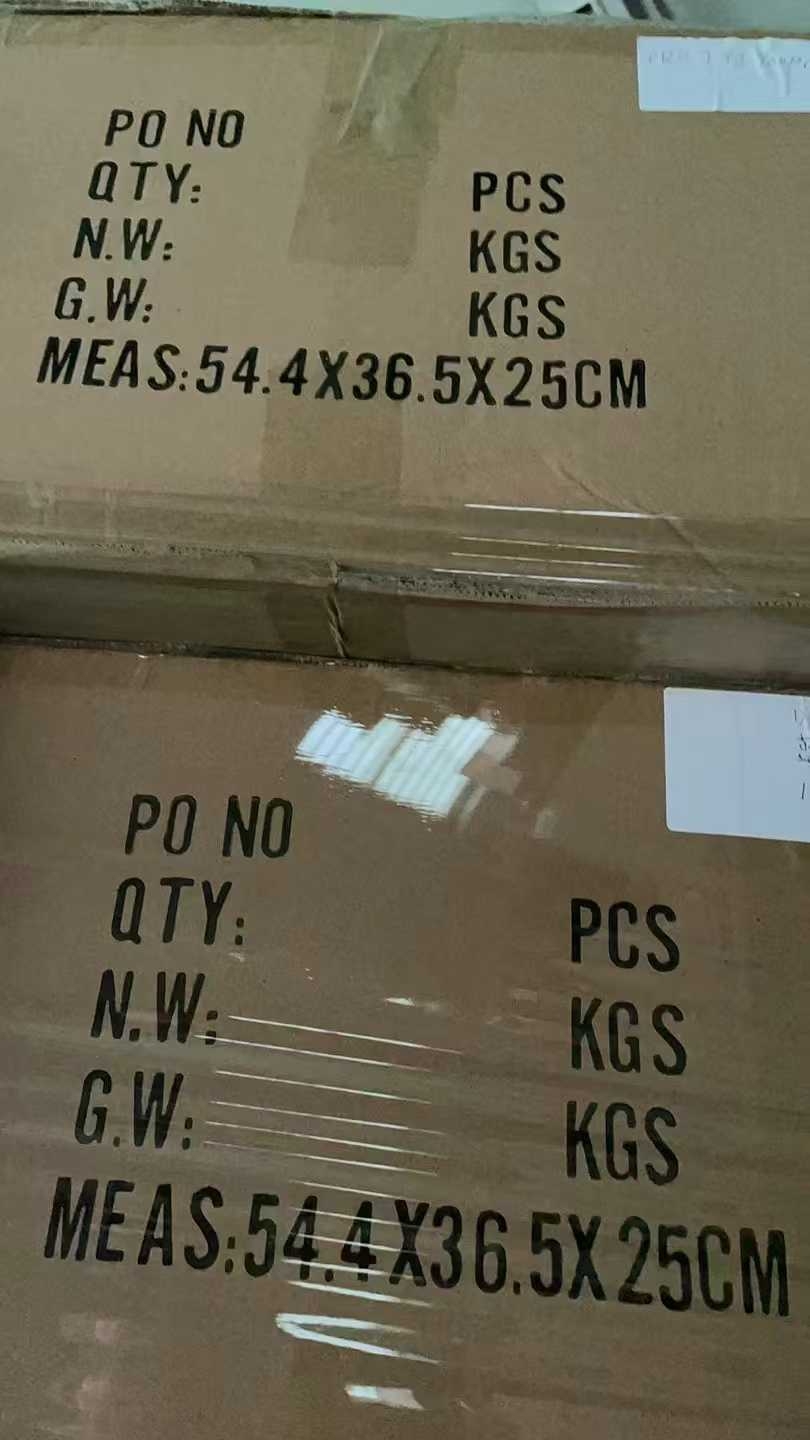 PO NO
QTY: PCS
N.W: KGS
G.W: KGS
MEAS:54.4X36.5X25CM
PO NO
QTY: PCS
N.W: KGS
G.W: KGS
MEAS:54.4X36.5X25CM